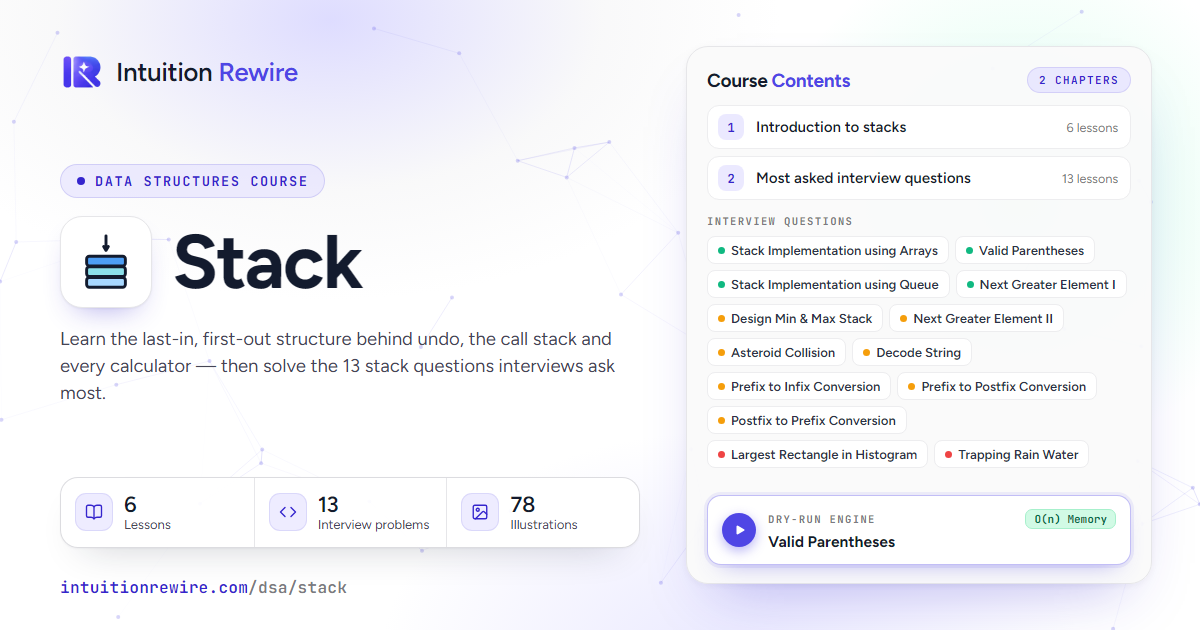 Intuition Rewire
DATA STRUCTURES COURSE
Stack
Learn the last-in, first-out structure behind undo, the call stack and
every calculator — then solve the 13 stack questions interviews ask
most.
6
Lessons
13
Interview problems
78
Illustrations
intuitionrewire.com/dsa/stack
Course Contents
2 CHAPTERS
1 Introduction to stacks 6 lessons
2 Most asked interview questions 13 lessons
INTERVIEW QUESTIONS
Stack Implementation using Arrays Valid Parentheses
Stack Implementation using Queue Next Greater Element I
Design Min & Max Stack Next Greater Element II
Asteroid Collision Decode String
Prefix to Infix Conversion Prefix to Postfix Conversion
Postfix to Prefix Conversion
Largest Rectangle in Histogram Trapping Rain Water
DRY-RUN ENGINE
O(n) Memory
Valid Parentheses